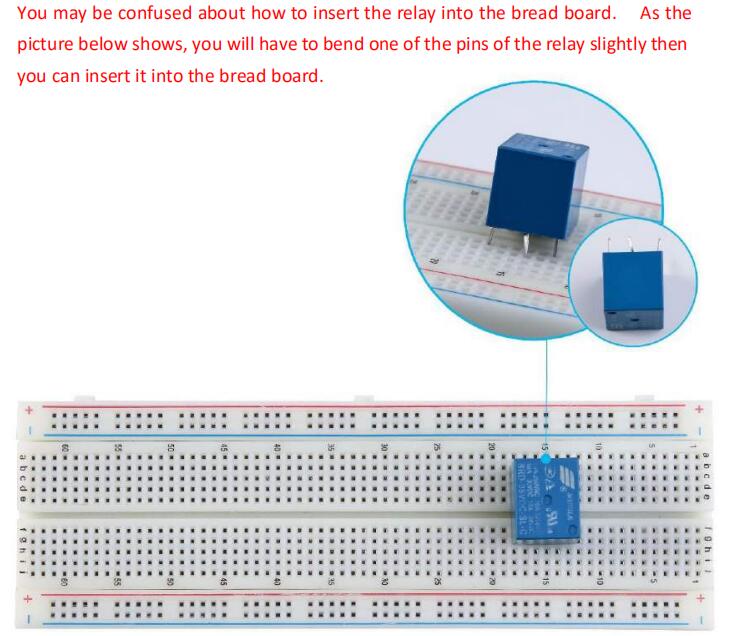 You may be confused about how to insert the relay into the bread board. As the
picture below shows, you will have to bend one of the pins of the relay slightly then
you can insert it into the bread board.
+ +
- -
60 55 50 45 40 35 30 25 20 15 10 5 1
a b c d e a b c d e
f g h i j f g h i j
60 55 50 45 40 35 30 25 20 15 10 5 1
+ +
- -